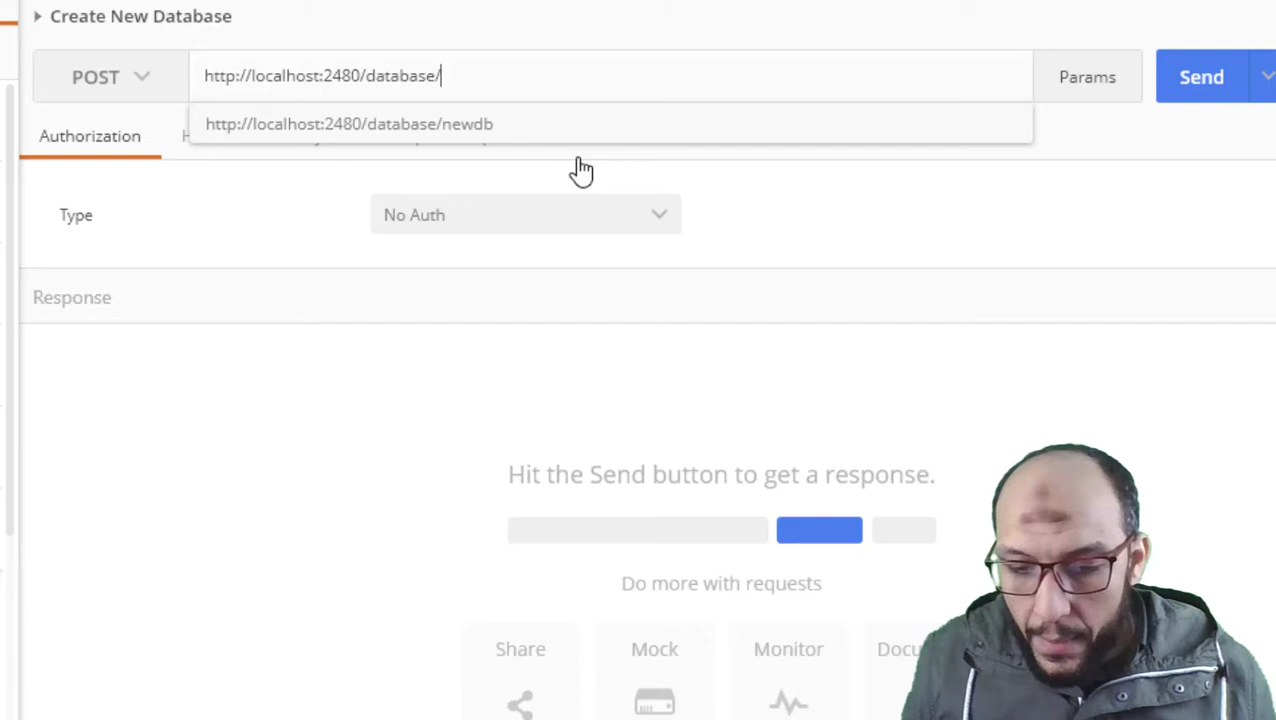 Create New Database
POST
http://localhost:2480/database/
Params
Send
http://localhost:2480/database/newdb
Authorization
Type
No Auth
Response
Hit the Send button to get a response.
Do more with requests
Share
Mock
Monitor